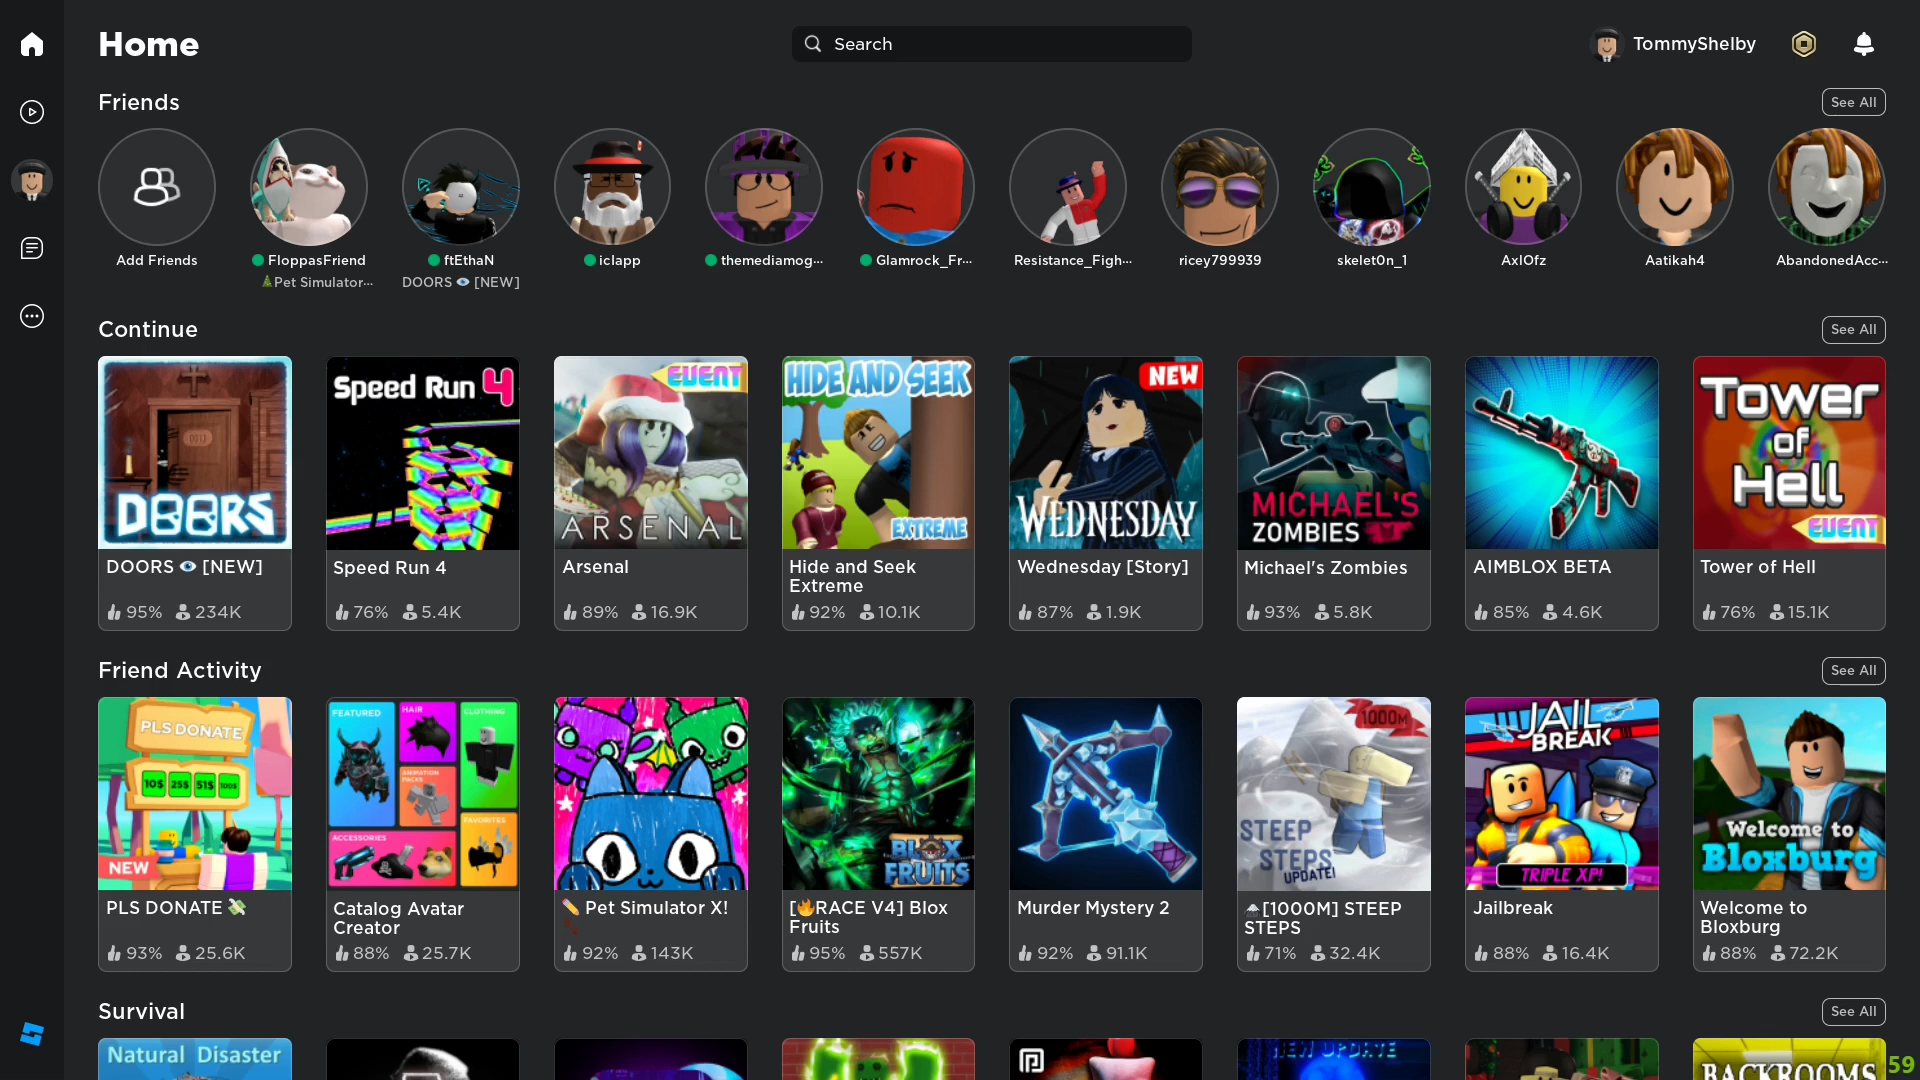 Home
Search
TommyShelby
Friends
See All
Add Friends
FloppasFriend
ftEthaN
iclapp
themediamog...
Glamrock_Fr...
Resistance_Figh...
ricey799939
skelet0n_1
AxlOfz
Aatikah4
AbandonedAcc...
Pet Simulator...
DOORS 👁 [NEW]
Continue
See All
DOORS
Speed Run 4
EVENT
ARSENAL
HIDE AND SEEK
EXTREME
NEW
WEDNESDAY
MICHAEL'S
ZOMBIES
Tower
of
Hell
EVENT
DOORS 👁 [NEW]
Speed Run 4
Arsenal
Hide and Seek
Extreme
Wednesday [Story]
Michael's Zombies
AIMBLOX BETA
Tower of Hell
95% 234K
76% 5.4K
89% 16.9K
92% 10.1K
87% 1.9K
93% 5.8K
85% 4.6K
76% 15.1K
Friend Activity
See All
PLS DONATE
10$ 25$ 51$ 100$
NEW
FEATURED
HAIR
CLOTHING
ANIMATION
PACKS
FAVORITES
ACCESSORIES
BLOX
FRUITS
1000M
STEEP
STEPS
UPDATE!
JAIL
BREAK
TRIPLE XP!
Welcome to
Bloxburg
PLS DONATE 💸
Catalog Avatar
Creator
✏️ Pet Simulator X!
[🔥RACE V4] Blox
Fruits
Murder Mystery 2
🗻[1000M] STEEP
STEPS
Jailbreak
Welcome to
Bloxburg
93% 25.6K
88% 25.7K
92% 143K
95% 557K
92% 91.1K
71% 32.4K
88% 16.4K
88% 72.2K
Survival
See All
Natural Disaster
NEW UPDATE
BACKROOMS
59